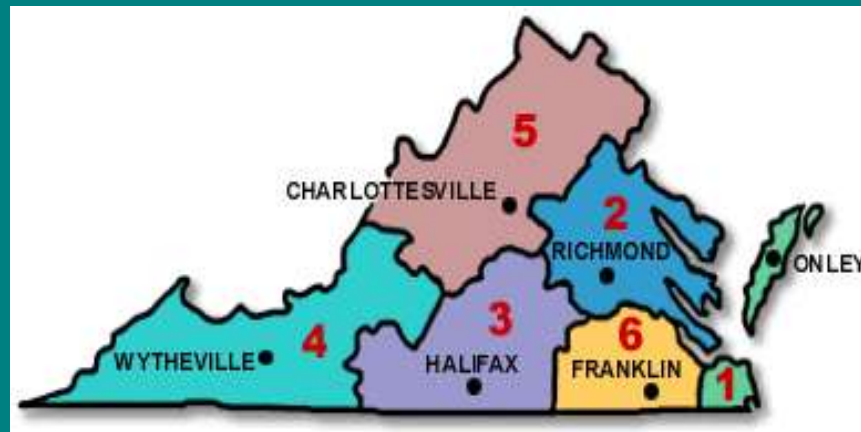 5
CHARLOTTESVILLE
2
RICHMOND
ONLEY
3
4
6
WYTHEVILLE
HALIFAX
FRANKLIN
1